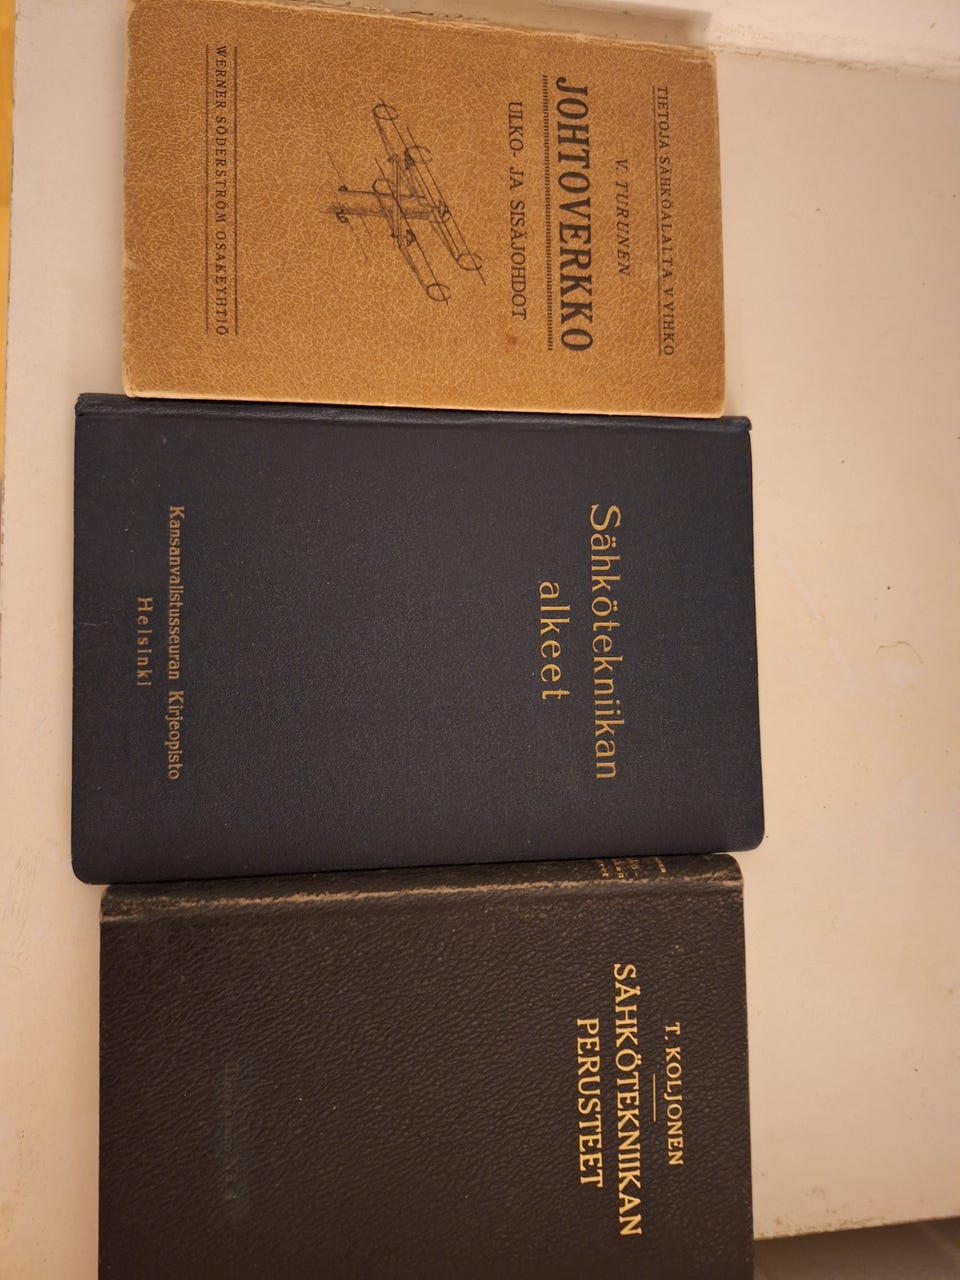 TIETOJA SÄHKÖALALTA V VIHKO
V. TURUNEN
JOHTOVERKKO
ULKO- JA SISÄJOHDOT
WERNER SÖDERSTRÖM OSAKEYHTIÖ
Sähkötekniikan
alkeet
Kansanvalistusseuran Kirjeopisto
Helsinki
T. KOLJONEN
SÄHKÖTEKNIIKAN
PERUSTEET